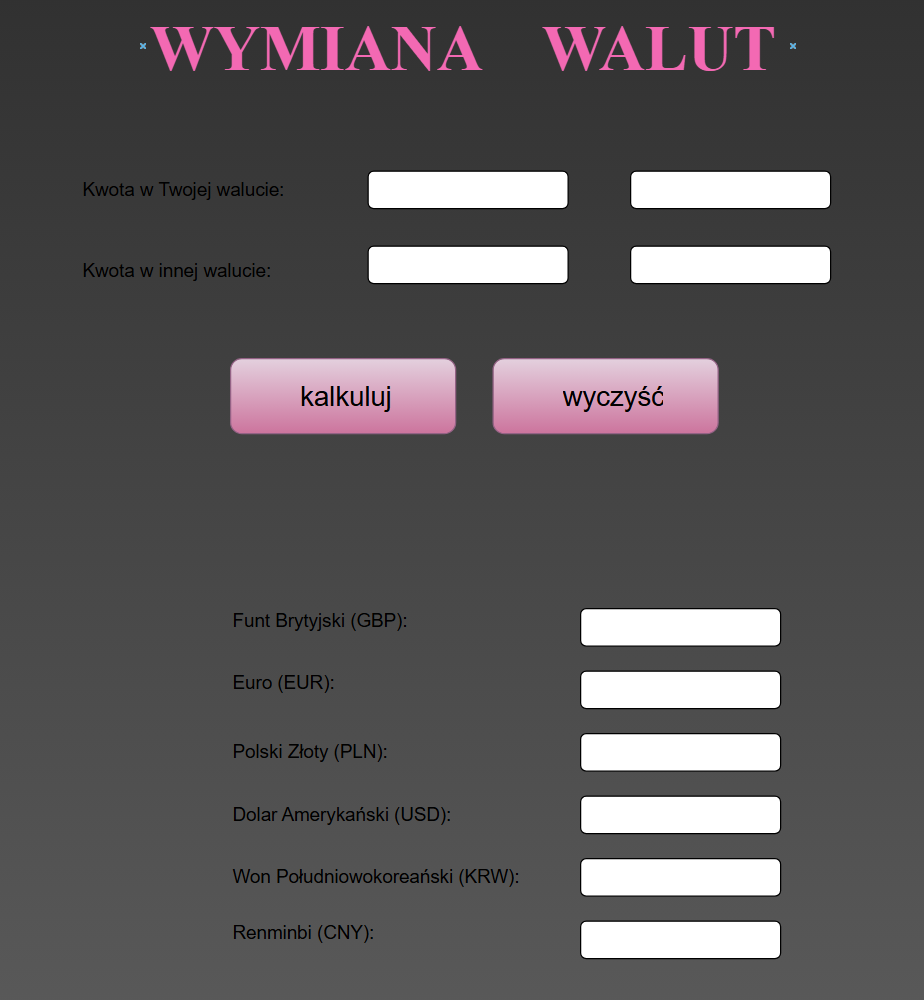 WYMIANA WALUT
Kwota w Twojej walucie:
Kwota w innej walucie:
kalkuluj
wyczyść
Funt Brytyjski (GBP):
Euro (EUR):
Polski Złoty (PLN):
Dolar Amerykański (USD):
Won Południowokoreański (KRW):
Renminbi (CNY):